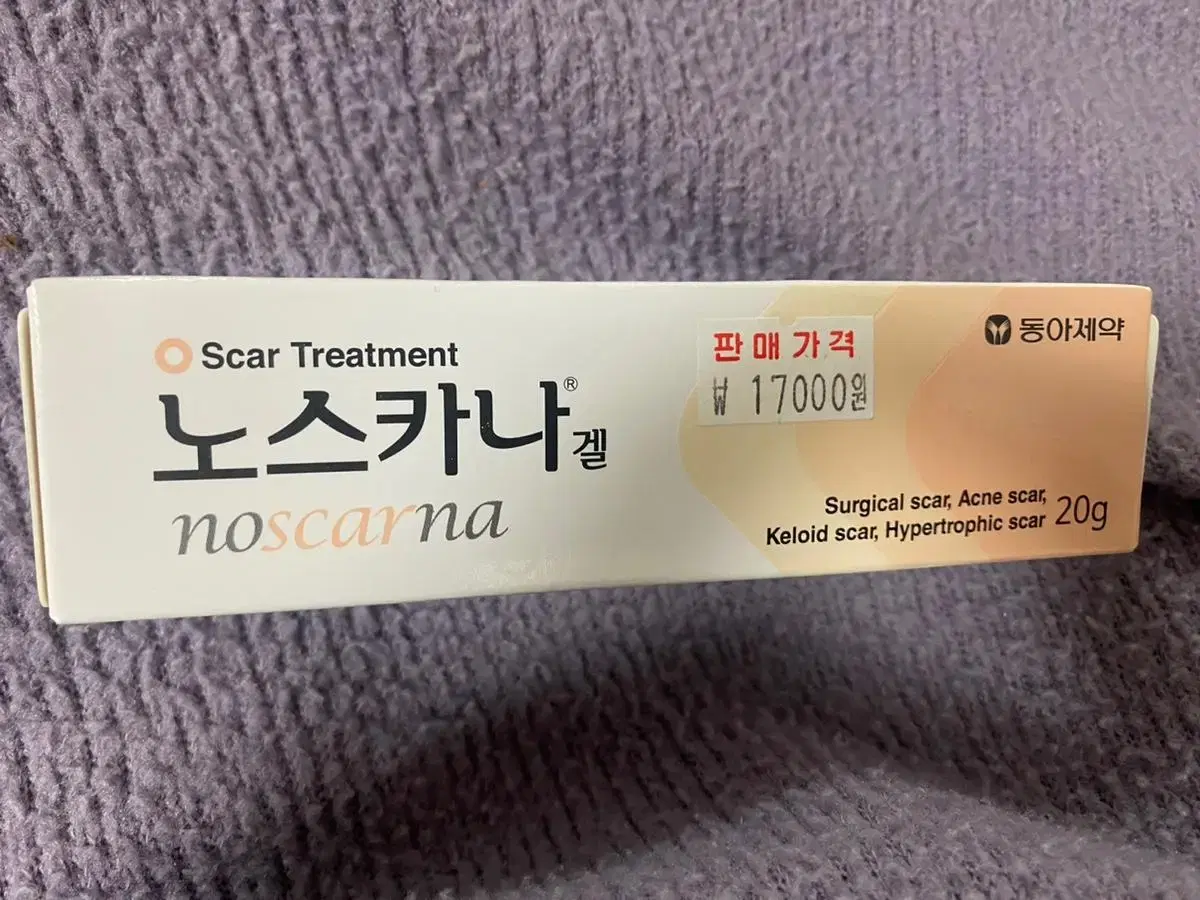 Scar Treatment
노스카나® 겔
noscarna
판매가격
₩ 17000원
동아제약
Surgical scar, Acne scar,
Keloid scar, Hypertrophic scar 20g